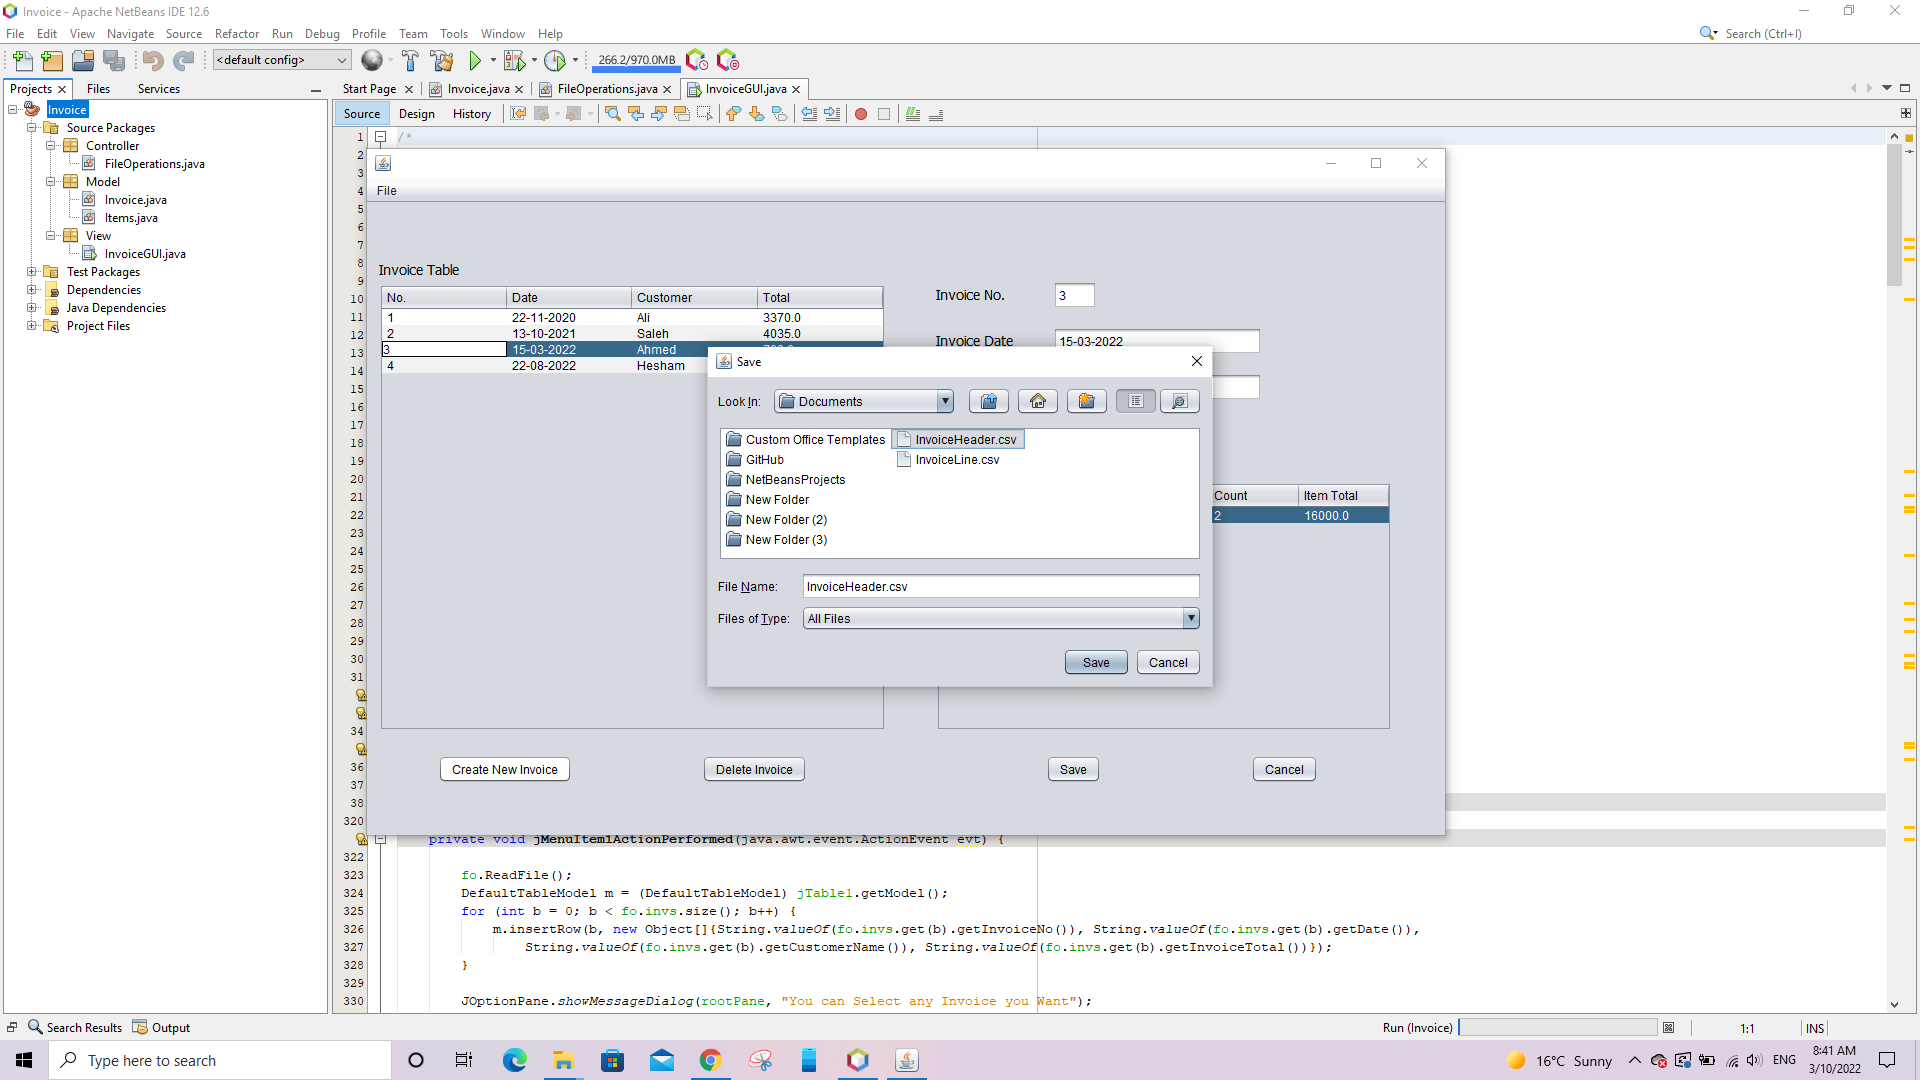 Invoice - Apache NetBeans IDE 12.6
File Edit View Navigate Source Refactor Run Debug Profile Team Tools Window Help
Search (Ctrl+I)
<default config>
266.2/970.0MB
Projects Files Services
Start Page Invoice.java FileOperations.java InvoiceGUI.java
Source Design History
Invoice
Source Packages
Controller
FileOperations.java
Model
Invoice.java
Items.java
View
InvoiceGUI.java
Test Packages
Dependencies
Java Dependencies
Project Files
1 /*
2
3
4
5
6
7
8
9
10
11
12
13
14
15
16
17
18
19
20
21
22
23
24
25
26
27
28
29
30
31
34
36
37
38
320
File
Invoice Table
No. Date Customer Total
1 22-11-2020 Ali 3370.0
2 13-10-2021 Saleh 4035.0
3 15-03-2022 Ahmed
4 22-08-2022 Hesham
Invoice No. 3
Invoice Date 15-03-2022
Count Item Total
2 16000.0
Save
Look In: Documents
Custom Office Templates
GitHub
NetBeansProjects
New Folder
New Folder (2)
New Folder (3)
InvoiceHeader.csv
InvoiceLine.csv
File Name: InvoiceHeader.csv
Files of Type: All Files
Save Cancel
Create New Invoice Delete Invoice Save Cancel
private void jMenuItem1ActionPerformed(java.awt.event.ActionEvent evt) {
322
323 fo.ReadFile();
324 DefaultTableModel m = (DefaultTableModel) jTable1.getModel();
325 for (int b = 0; b < fo.invs.size(); b++) {
326 m.insertRow(b, new Object[]{String.valueOf(fo.invs.get(b).getInvoiceNo()), String.valueOf(fo.invs.get(b).getDate()),
327 String.valueOf(fo.invs.get(b).getCustomerName()), String.valueOf(fo.invs.get(b).getInvoiceTotal())});
328 }
329
330 JOptionPane.showMessageDialog(rootPane, "You can Select any Invoice you Want");
Search Results Output
Run (Invoice)
1:1 INS
Type here to search
16°C Sunny
ENG
8:41 AM
3/10/2022